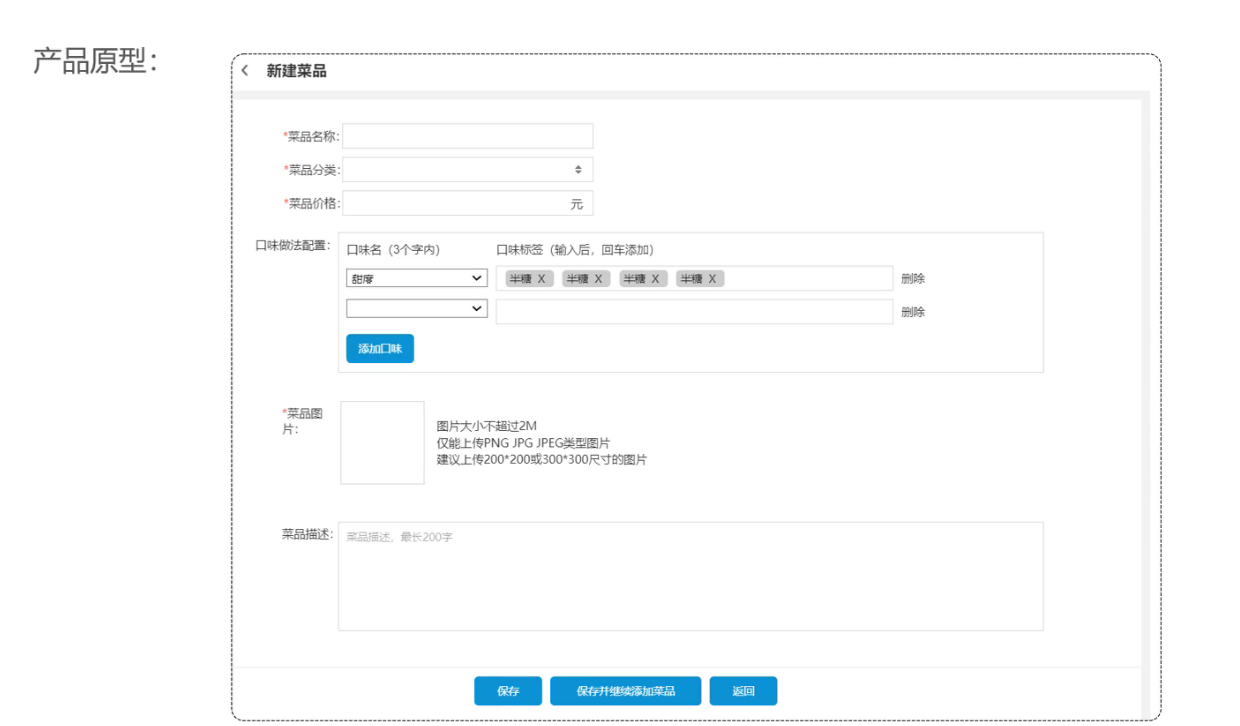 产品原型：
< 新建菜品
*菜品名称:
*菜品分类:
*菜品价格: 元
口味做法配置: 口味名（3个字内） 口味标签（输入后，回车添加）
甜度 半糖 X 半糖 X 半糖 X 半糖 X 删除
删除
添加口味
*菜品图
片:
图片大小不超过2M
仅能上传PNG JPG JPEG类型图片
建议上传200*200或300*300尺寸的图片
菜品描述: 菜品描述，最长200字
保存 保存并继续添加菜品 返回